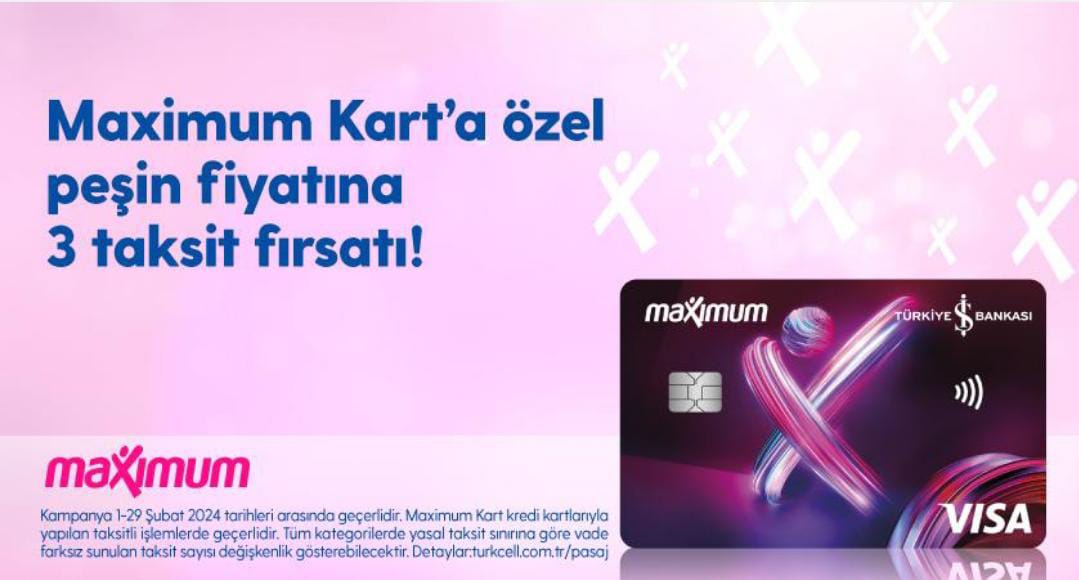 Maximum Kart'a özel
peşin fiyatına
3 taksit fırsatı!
maximum
TÜRKİYE İŞ BANKASI
VISA
maximum
Kampanya 1-29 Şubat 2024 tarihleri arasında geçerlidir. Maximum Kart kredi kartlarıyla
yapılan taksitli işlemlerde geçerlidir. Tüm kategorilerde yasal taksit sınırına göre vade
farksız sunulan taksit sayısı değişkenlik gösterebilecektir. Detaylar:turkcell.com.tr/pasaj